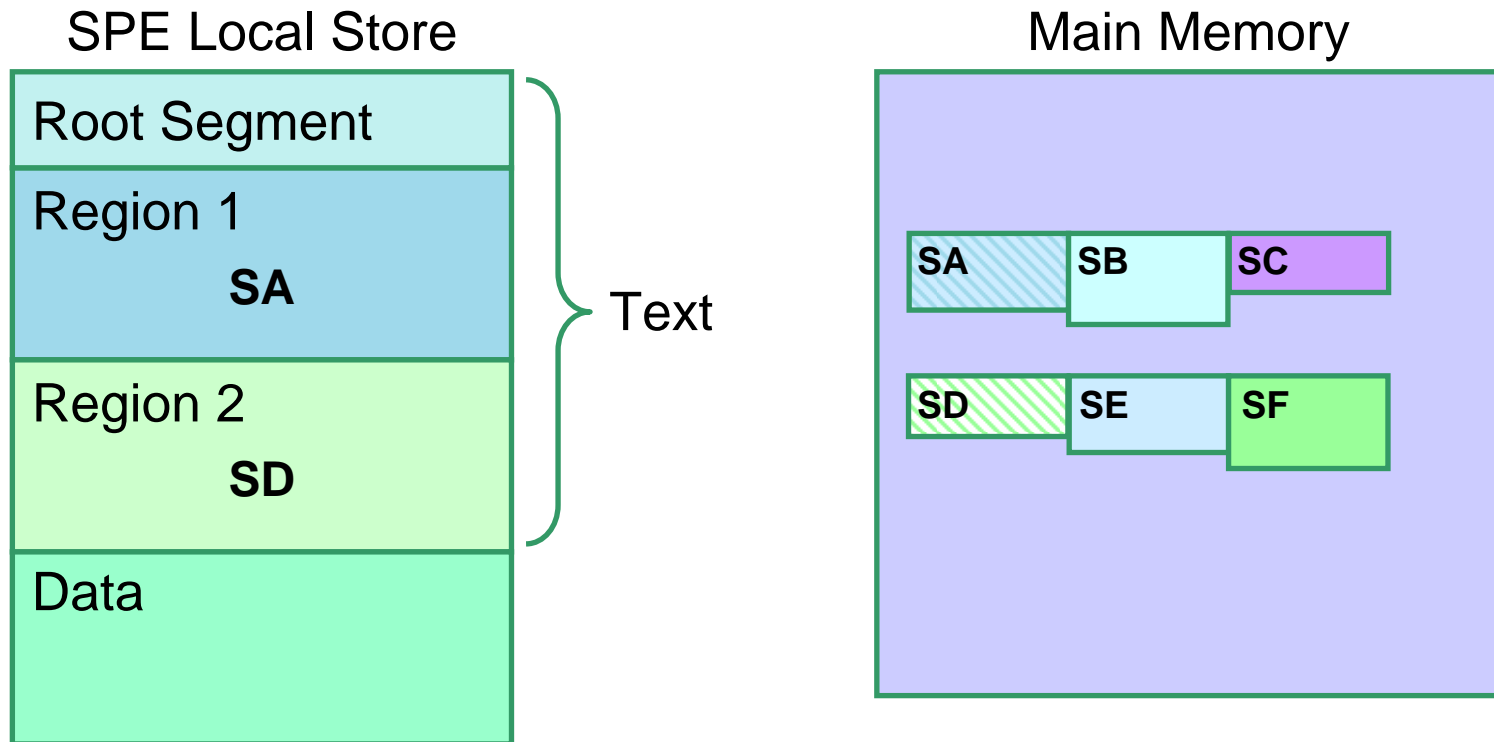 SPE Local Store
Root Segment
Region 1
SA
Region 2
SD
Data
Text
Main Memory
SA SB SC
SD SE SF